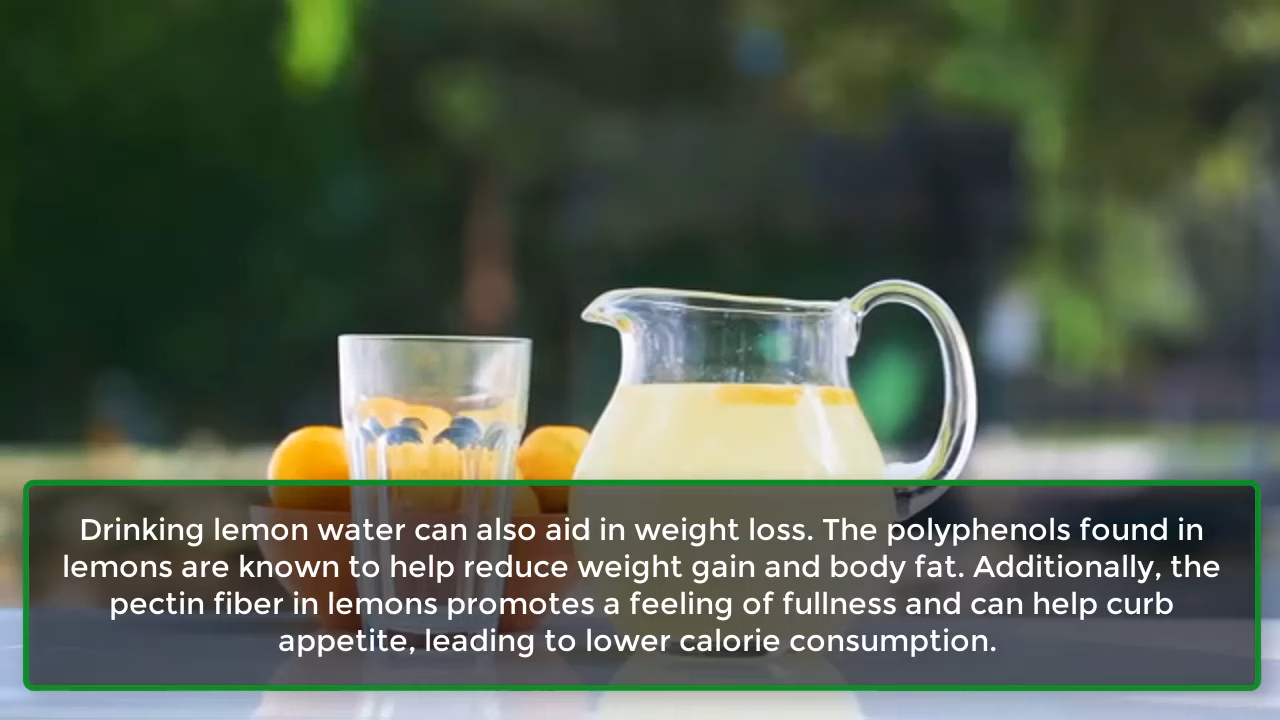 Drinking lemon water can also aid in weight loss. The polyphenols found in
lemons are known to help reduce weight gain and body fat. Additionally, the
pectin fiber in lemons promotes a feeling of fullness and can help curb
appetite, leading to lower calorie consumption.